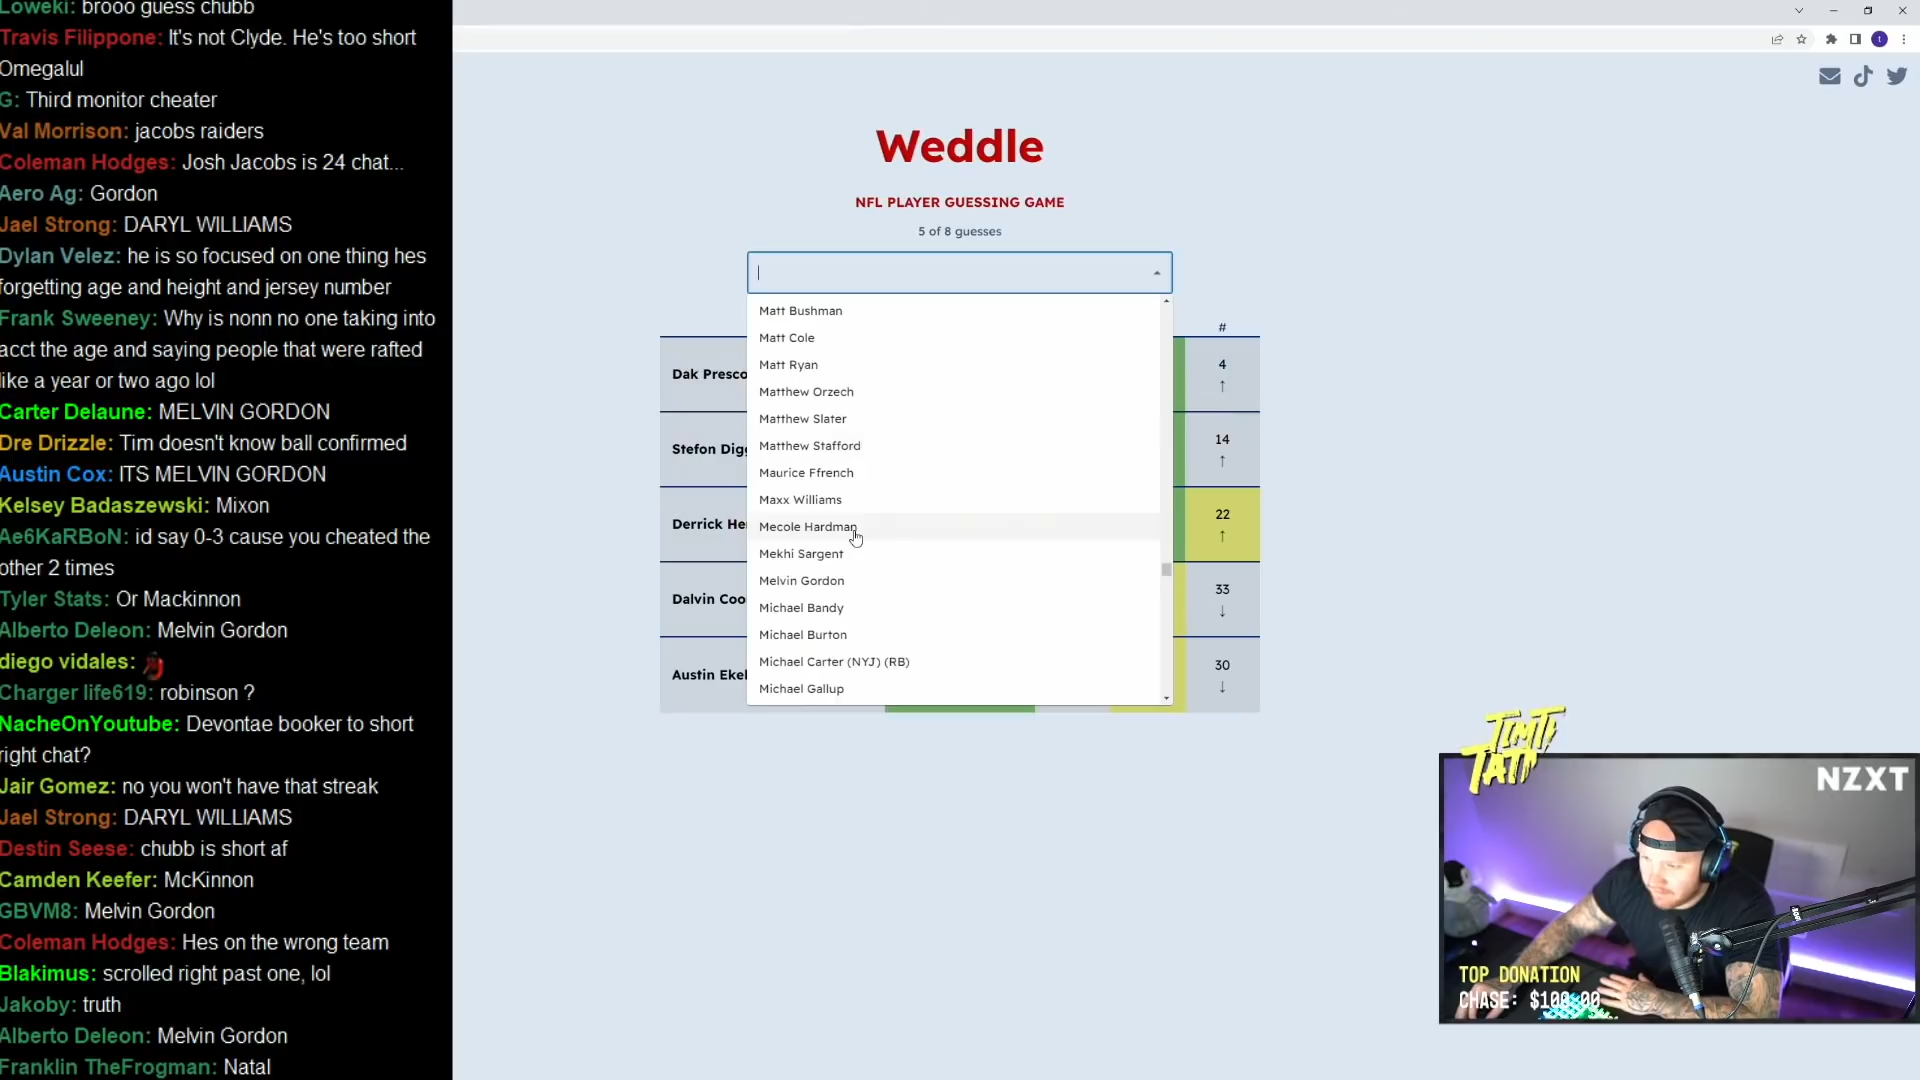 Loweki: brooo guess chubb
Travis Filippone: It's not Clyde. He's too short
Omegalul
G: Third monitor cheater
Val Morrison: jacobs raiders
Coleman Hodges: Josh Jacobs is 24 chat...
Aero Ag: Gordon
Jael Strong: DARYL WILLIAMS
Dylan Velez: he is so focused on one thing hes
forgetting age and height and jersey number
Frank Sweeney: Why is nonn no one taking into
acct the age and saying people that were rafted
like a year or two ago lol
Carter Delaune: MELVIN GORDON
Dre Drizzle: Tim doesn't know ball confirmed
Austin Cox: ITS MELVIN GORDON
Kelsey Badaszewski: Mixon
Ae6KaRBoN: id say 0-3 cause you cheated the
other 2 times
Tyler Stats: Or Mackinnon
Alberto Deleon: Melvin Gordon
diego vidales:
Charger life619: robinson ?
NacheOnYoutube: Devontae booker to short
right chat?
Jair Gomez: no you won't have that streak
Jael Strong: DARYL WILLIAMS
Destin Seese: chubb is short af
Camden Keefer: McKinnon
GBVM8: Melvin Gordon
Coleman Hodges: Hes on the wrong team
Blakimus: scrolled right past one, lol
Jakoby: truth
Alberto Deleon: Melvin Gordon
Franklin TheFrogman: Natal
t
Weddle
NFL PLAYER GUESSING GAME
5 of 8 guesses
Matt Bushman
Matt Cole
Matt Ryan
Matthew Orzech
Matthew Slater
Matthew Stafford
Maurice Ffrench
Maxx Williams
Mecole Hardman
Mekhi Sargent
Melvin Gordon
Michael Bandy
Michael Burton
Michael Carter (NYJ) (RB)
Michael Gallup
#
Dak Presco
4
↑
Stefon Digg
14
↑
Derrick He
22
↑
Dalvin Coo
33
↓
Austin Ekel
30
↓
TIMTH
TATM
NZXT
TOP DONATION
CHASE: $100.00